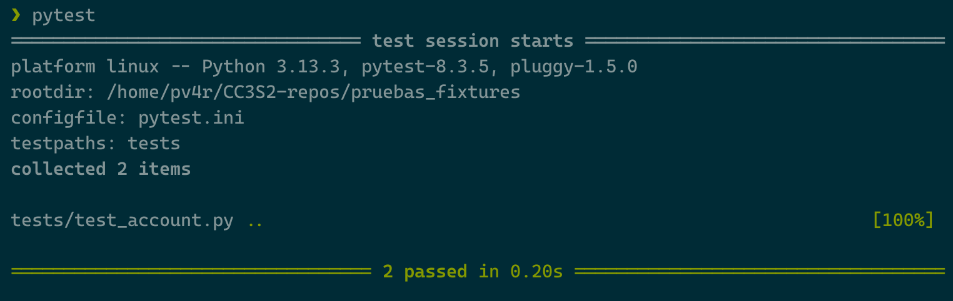 ❯ pytest
============================= test session starts ==============================
platform linux -- Python 3.13.3, pytest-8.3.5, pluggy-1.5.0
rootdir: /home/pv4r/CC3S2-repos/pruebas_fixtures
configfile: pytest.ini
testpaths: tests
collected 2 items
tests/test_account.py .. [100%]
============================== 2 passed in 0.20s ===============================